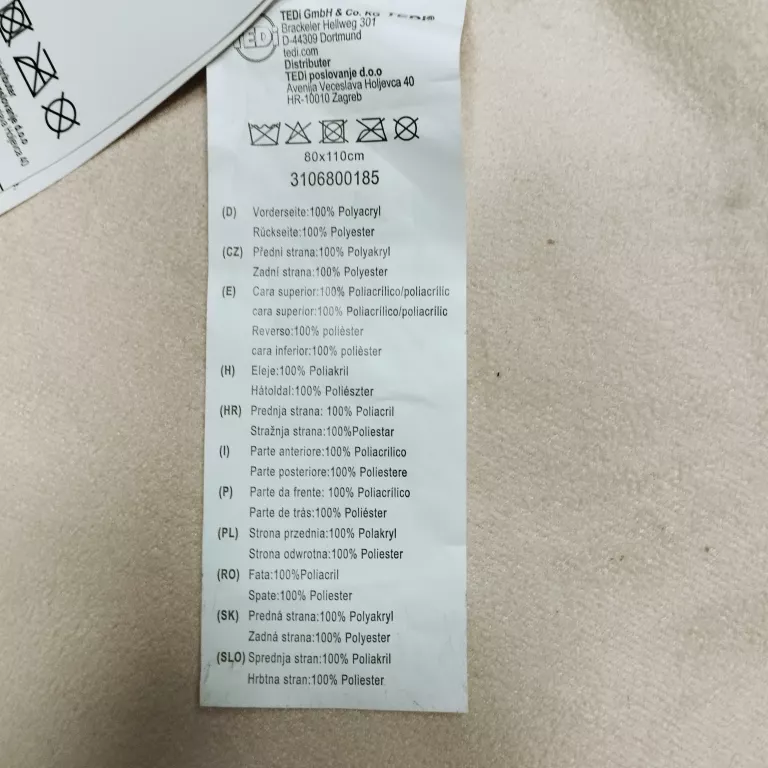 TEDi GmbH & Co. KG TEDi®
Brackeler Hellweg 301
D-44309 Dortmund
tedi.com
Distributer
TEDi poslovanje d.o.o
Avenija Veceslava Holjevca 40
HR-10010 Zagreb
TEDi
80x110cm
3106800185
(D) Vorderseite:100% Polyacryl
Rückseite:100% Polyester
(CZ) Přední strana:100% Polyakryl
Zadní strana:100% Polyester
(E) Cara superior:100% Poliacrílico/poliacrílic
cara superior:100% Poliacrílico/poliacrílic
Reverso:100% poliéster
cara inferior:100% polièster
(H) Eleje:100% Poliakril
Hátoldal:100% Poliészter
(HR) Prednja strana: 100% Poliacril
Stražnja strana:100%Poliestar
(I) Parte anteriore:100% Poliacrilico
Parte posteriore:100% Poliestere
(P) Parte da frente: 100% Poliacrílico
Parte de trás:100% Poliéster
(PL) Strona przednia:100% Polakryl
Strona odwrotna:100% Poliester
(RO) Fata:100%Poliacril
Spate:100% Poliester
(SK) Predná strana:100% Polyakryl
Zadná strana:100% Polyester
(SLO) Sprednja stran:100% Poliakril
Hrbtna stran:100% Poliester